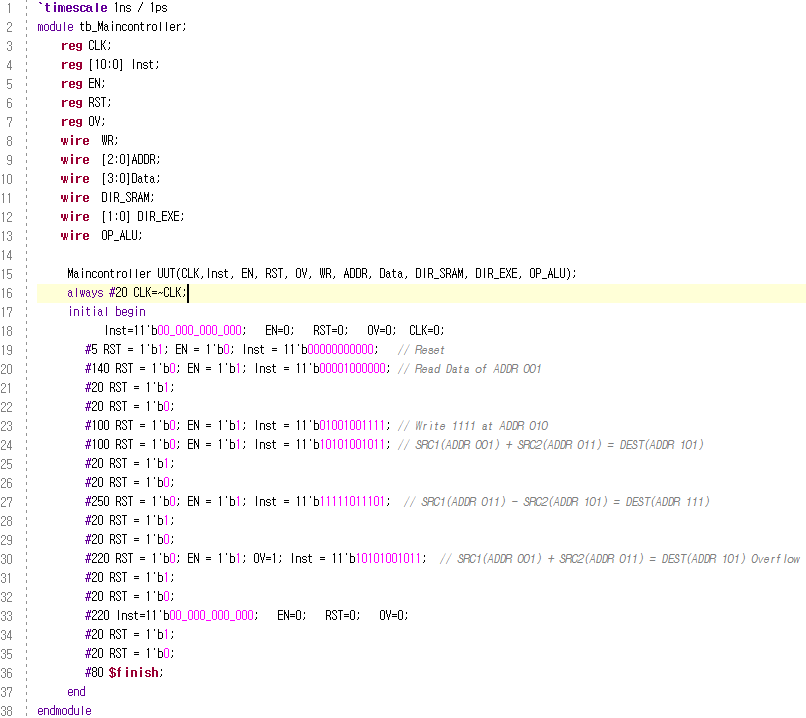 1 `timescale 1ns / 1ps
2 module tb_Maincontroller;
3 reg CLK;
4 reg [10:0] Inst;
5 reg EN;
6 reg RST;
7 reg OV;
8 wire WR;
9 wire [2:0]ADDR;
10 wire [3:0]Data;
11 wire DIR_SRAM;
12 wire [1:0] DIR_EXE;
13 wire OP_ALU;
14
15 Maincontroller UUT(CLK,Inst, EN, RST, OV, WR, ADDR, Data, DIR_SRAM, DIR_EXE, OP_ALU);
16 always #20 CLK=~CLK;
17 initial begin
18 Inst=11'b00_000_000_000; EN=0; RST=0; OV=0; CLK=0;
19 #5 RST = 1'b1; EN = 1'b0; Inst = 11'b00000000000; // Reset
20 #140 RST = 1'b0; EN = 1'b1; Inst = 11'b00001000000; // Read Data of ADDR 001
21 #20 RST = 1'b1;
22 #20 RST = 1'b0;
23 #100 RST = 1'b0; EN = 1'b1; Inst = 11'b01001001111; // Write 1111 at ADDR 010
24 #100 RST = 1'b0; EN = 1'b1; Inst = 11'b10101001011; // SRC1(ADDR 001) + SRC2(ADDR 011) = DEST(ADDR 101)
25 #20 RST = 1'b1;
26 #20 RST = 1'b0;
27 #250 RST = 1'b0; EN = 1'b1; Inst = 11'b11111011101; // SRC1(ADDR 011) - SRC2(ADDR 101) = DEST(ADDR 111)
28 #20 RST = 1'b1;
29 #20 RST = 1'b0;
30 #220 RST = 1'b0; EN = 1'b1; OV=1; Inst = 11'b10101001011; // SRC1(ADDR 001) + SRC2(ADDR 011) = DEST(ADDR 101) Overflow
31 #20 RST = 1'b1;
32 #20 RST = 1'b0;
33 #220 Inst=11'b00_000_000_000; EN=0; RST=0; OV=0;
34 #20 RST = 1'b1;
35 #20 RST = 1'b0;
36 #80 $finish;
37 end
38 endmodule